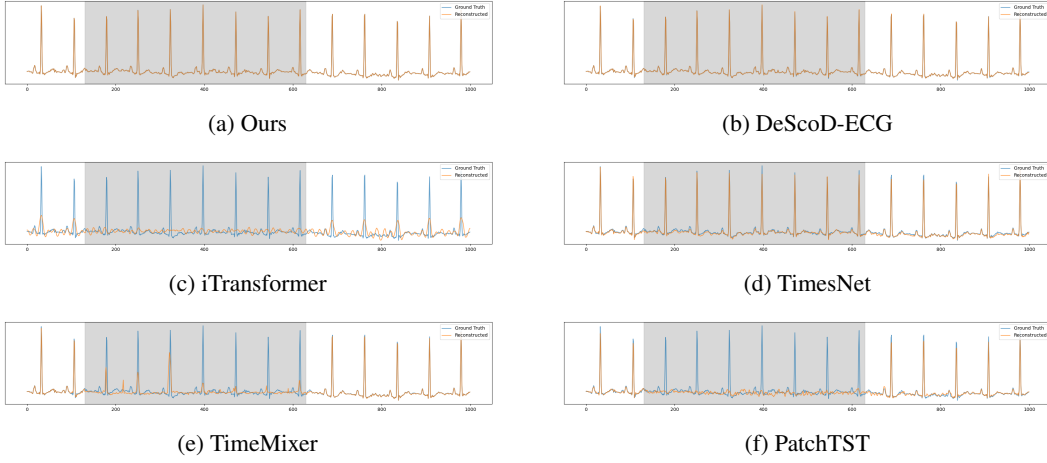 Ground Truth
Reconstructed
0 200 400 600 800 1000
(a) Ours
Ground Truth
Reconstructed
0 200 400 600 800 1000
(b) DeScoD-ECG
Ground Truth
Reconstructed
0 200 400 600 800 1000
(c) iTransformer
Ground Truth
Reconstructed
0 200 400 600 800 1000
(d) TimesNet
Ground Truth
Reconstructed
0 200 400 600 800 1000
(e) TimeMixer
Ground Truth
Reconstructed
0 200 400 600 800 1000
(f) PatchTST